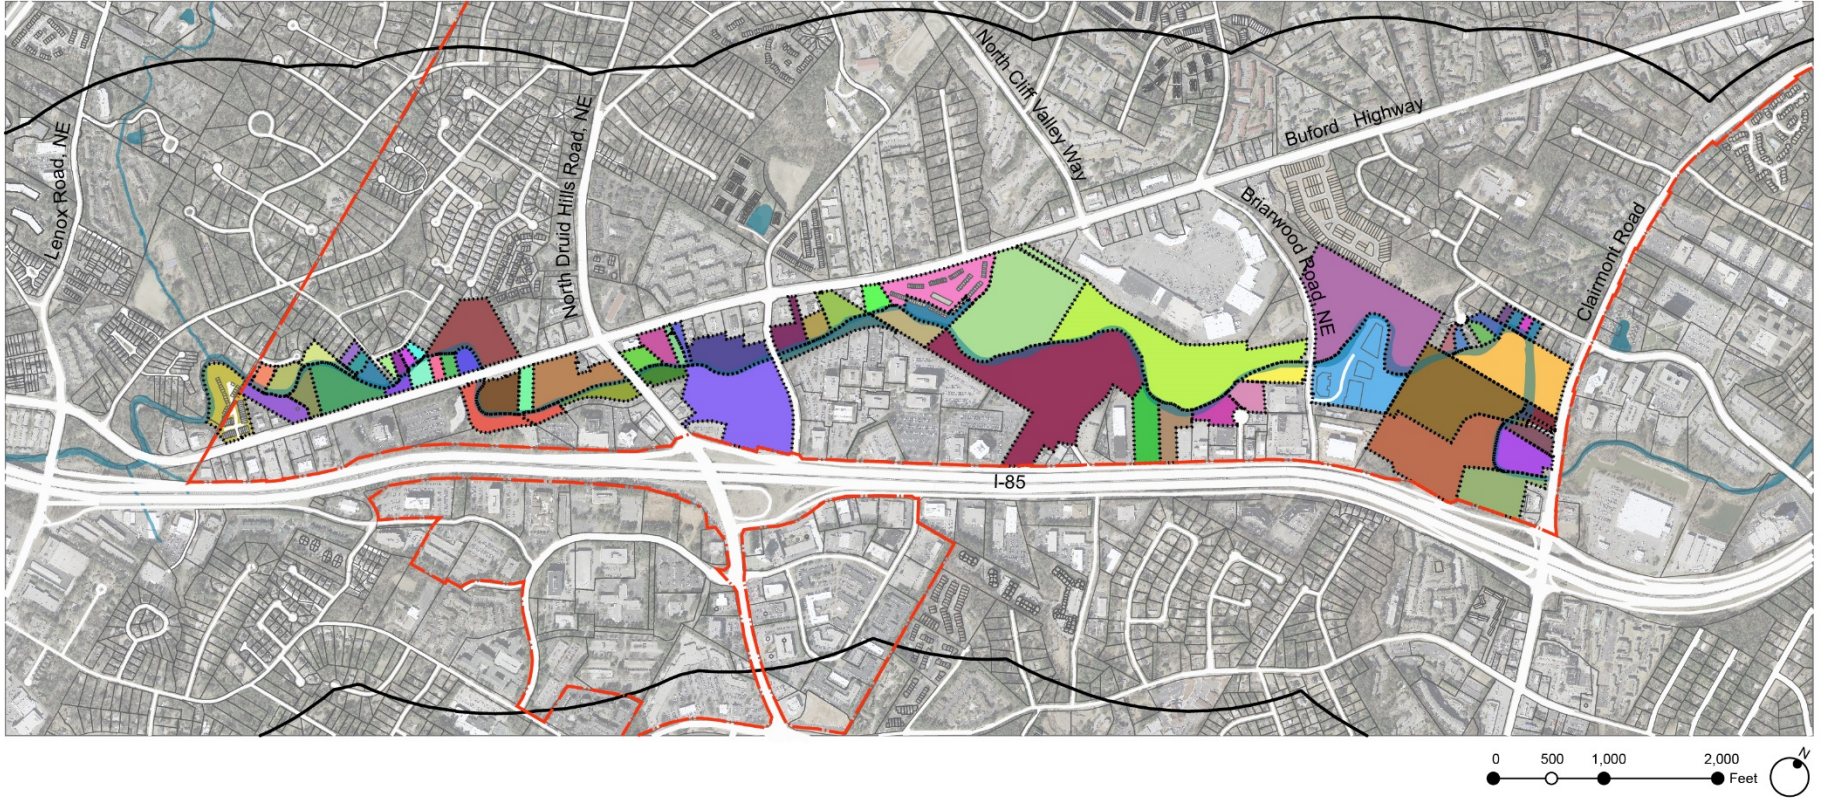 Lenox Road, NE
North Druid Hills Road, NE
North Cliff Valley Way
Buford Highway
Briarwood Road NE
Clairmont Road
I-85
0 500 1,000 2,000
Feet
N